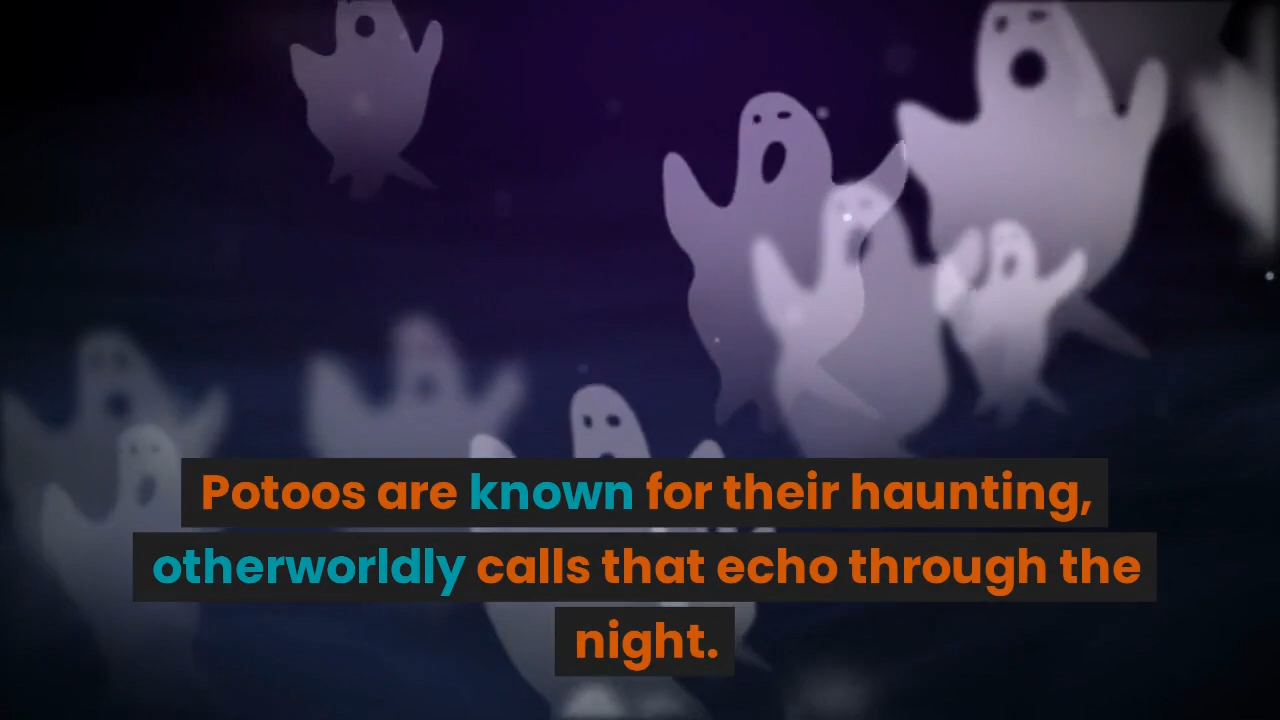 Potoos are known for their haunting,
otherworldly calls that echo through the
night.